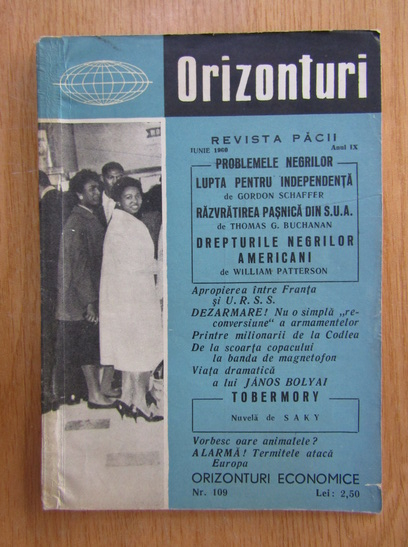 Orizonturi
REVISTA PĂCII
IUNIE 1960 Anul IX
PROBLEMELE NEGRILOR
LUPTA PENTRU INDEPENDENȚĂ
de GORDON SCHAFFER
RĂZVRĂTIREA PAȘNICĂ DIN S.U.A.
de THOMAS G. BUCHANAN
DREPTURILE NEGRILOR
AMERICANI
de WILLIAM PATTERSON
Apropierea între Franța
și U.R.S.S.
DEZARMARE! Nu o simplă „re-
conversiune“ a armamentelor
Printre milionarii de la Codlea
De la scoarța copacului
la banda de magnetofon
Viața dramatică
a lui JÁNOS BOLYAI
TOBERMORY
Nuvelă de SAKY
Vorbesc oare animalele?
ALARMĂ! Termitele atacă
Europa
ORIZONTURI ECONOMICE
Nr. 109 Lei: 2,50